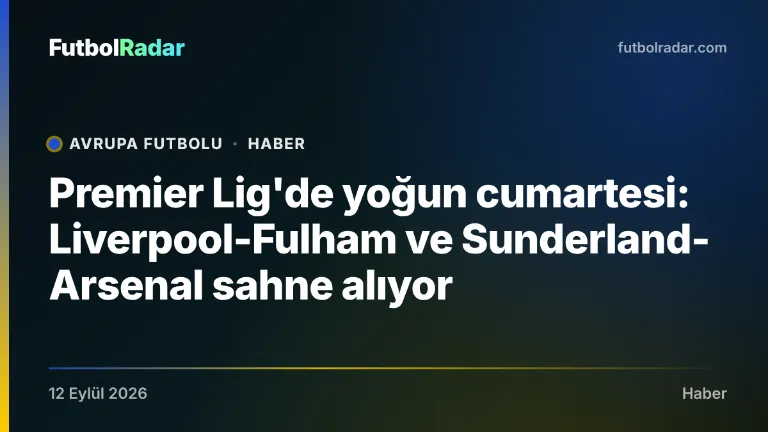 FutbolRadar
futbolradar.com
AVRUPA FUTBOLU · HABER
Premier Lig'de yoğun cumartesi:
Liverpool-Fulham ve Sunderland-
Arsenal sahne alıyor
12 Eylül 2026
Haber